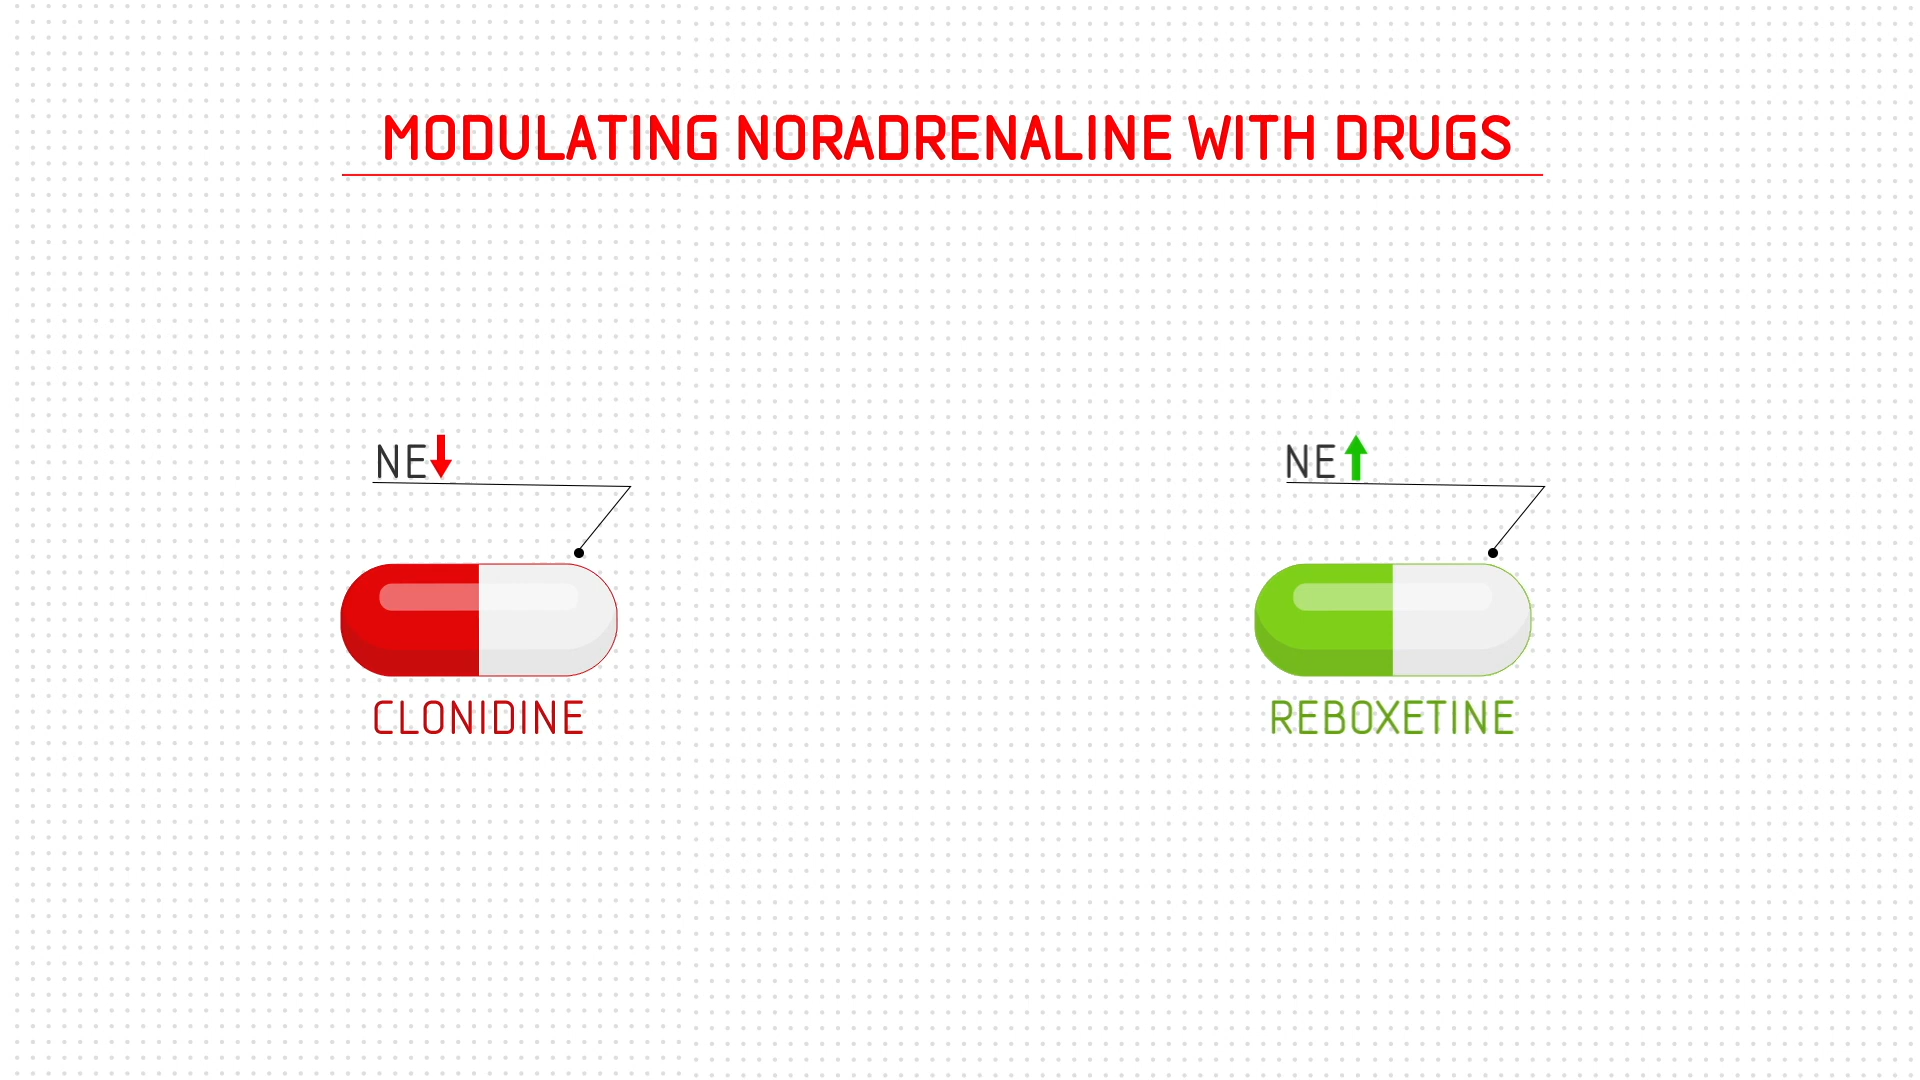 MODULATING NORADRENALINE WITH DRUGS
NE
NE
CLONIDINE
REBOXETINE